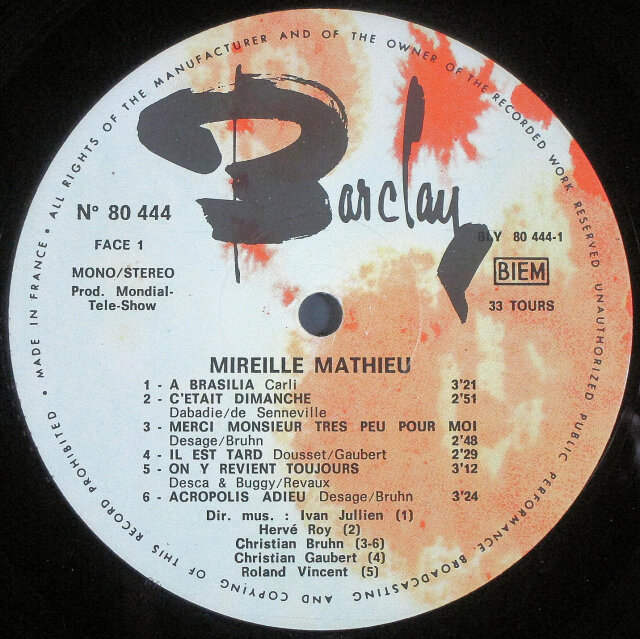 • ALL RIGHTS OF THE MANUFACTURER AND OF THE OWNER OF THE RECORDED WORK RESERVED. UNAUTHORIZED PUBLIC PERFORMANCE, BROADCASTING AND COPYING OF THIS RECORD PROHIBITED • MADE IN FRANCE
Barclay
N° 80 444
FACE 1
MONO/STEREO
Prod. Mondial-
Tele-Show
BLY 80 444-1
BIEM
33 TOURS
MIREILLE MATHIEU
1 - A BRASILIA Carli 3'21
2 - C'ETAIT DIMANCHE 2'51
Dabadie/de Senneville
3 - MERCI MONSIEUR TRES PEU POUR MOI
Desage/Bruhn 2'48
4 - IL EST TARD Dousset/Gaubert 2'29
5 - ON Y REVIENT TOUJOURS 3'12
Desca & Buggy/Revaux
6 - ACROPOLIS ADIEU Desage/Bruhn 3'24
Dir. mus. : Ivan Jullien (1)
Hervé Roy (2)
Christian Bruhn (3-6)
Christian Gaubert (4)
Roland Vincent (5)